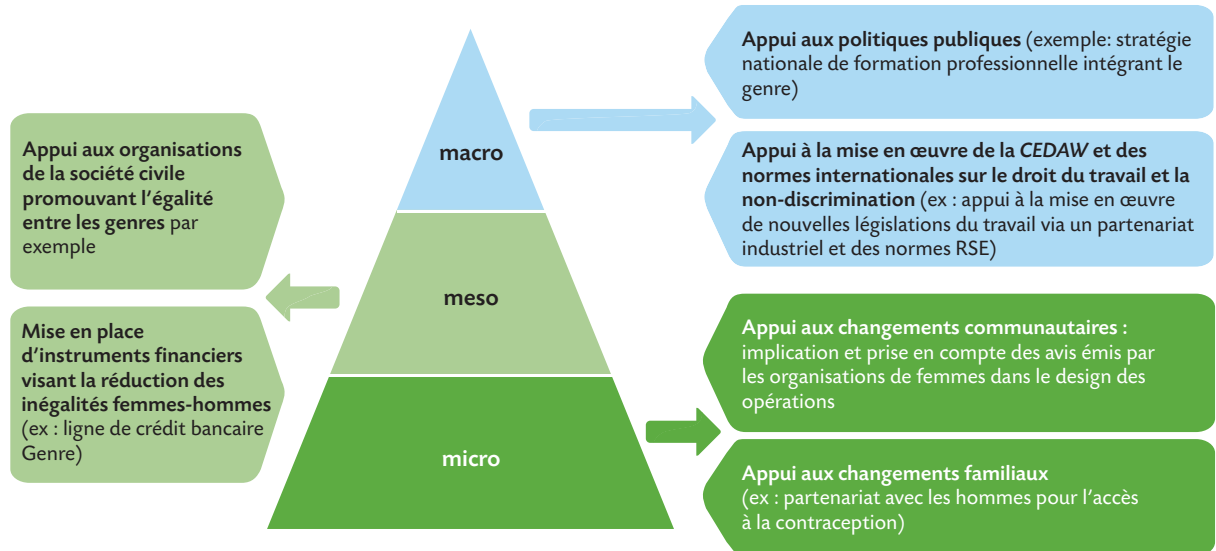 Appui aux organisations
de la société civile
promouvant l'égalité
entre les genres par
exemple
Mise en place
d'instruments financiers
visant la réduction des
inégalités femmes-hommes
(ex : ligne de crédit bancaire
Genre)
macro
meso
micro
Appui aux politiques publiques (exemple: stratégie
nationale de formation professionnelle intégrant le
genre)
Appui à la mise en œuvre de la CEDAW et des
normes internationales sur le droit du travail et la
non-discrimination (ex : appui à la mise en œuvre
de nouvelles législations du travail via un partenariat
industriel et des normes RSE)
Appui aux changements communautaires :
implication et prise en compte des avis émis par
les organisations de femmes dans le design des
opérations
Appui aux changements familiaux
(ex : partenariat avec les hommes pour l'accès
à la contraception)